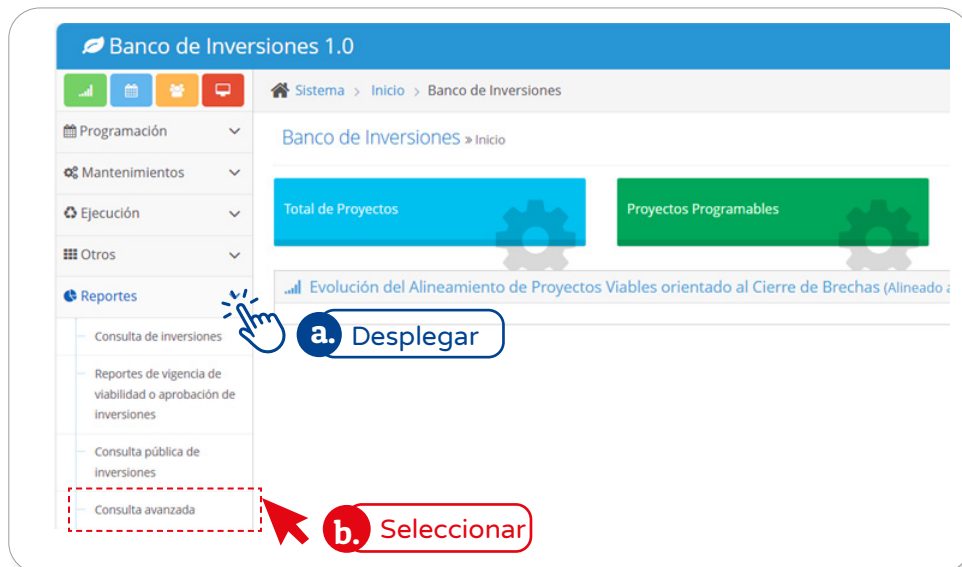 Banco de Inversiones 1.0
Sistema > Inicio > Banco de Inversiones
Programación
Mantenimientos
Ejecución
Otros
Reportes
Consulta de inversiones
Reportes de vigencia de
viabilidad o aprobación de
inversiones
Consulta pública de
inversiones
Consulta avanzada
Banco de Inversiones » Inicio
Total de Proyectos
Proyectos Programables
Evolución del Alineamiento de Proyectos Viables orientado al Cierre de Brechas (Alineado a
a. Desplegar
b. Seleccionar